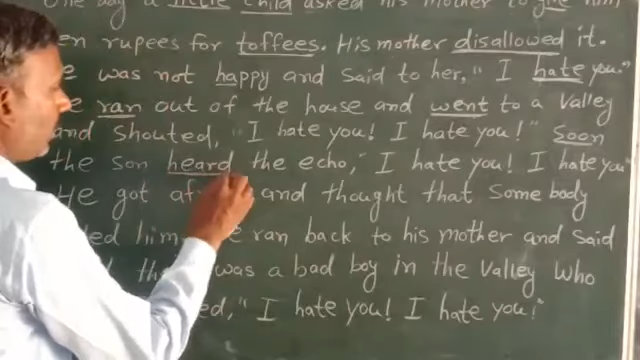 One day a little child asked his mother to give him
rupees for toffees. His mother disallowed it.
was not happy and said to her, "I hate you."
ran out of the house and went to a valley
and shouted, "I hate you! I hate you!" Soon
the son heard the echo, "I hate you! I hate you"
He got and thought that Some body
him ran back to his mother and said
was a bad boy in the valley who
"I hate you! I hate you!"